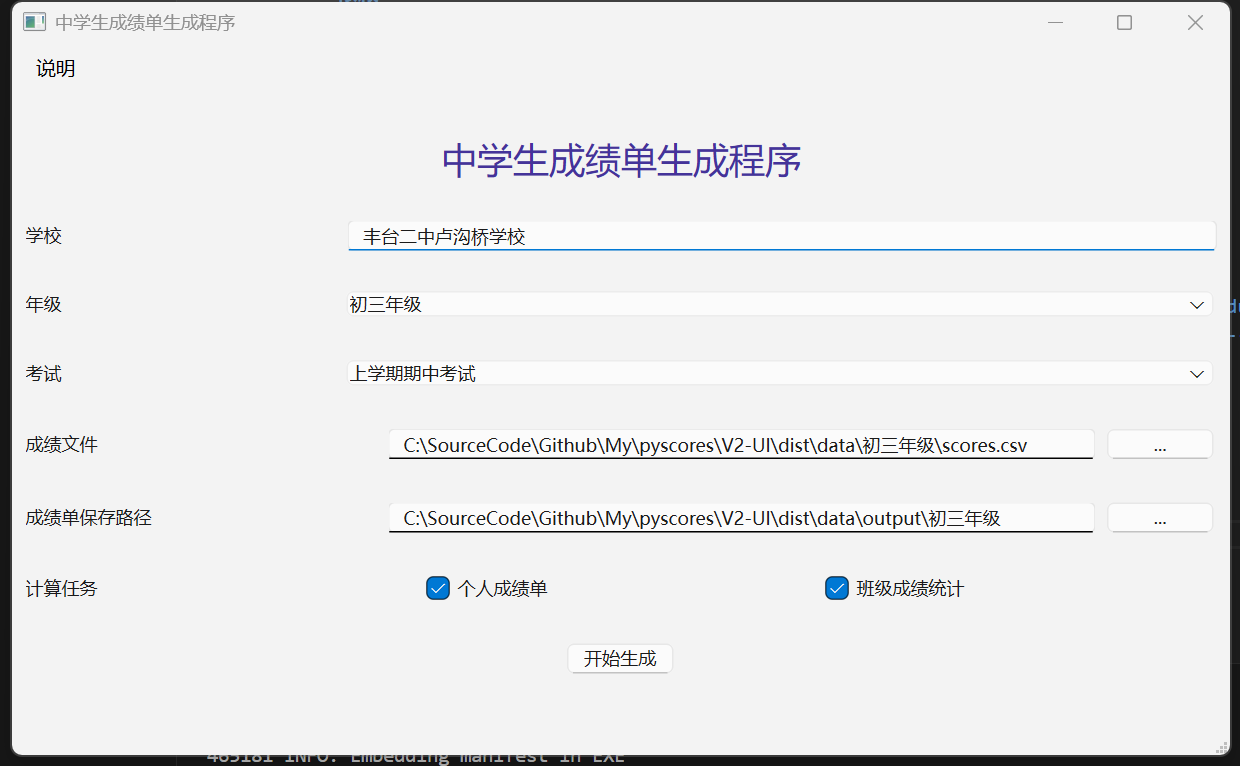 中学生成绩单生成程序
说明
中学生成绩单生成程序
学校 丰台二中卢沟桥学校
年级 初三年级
考试 上学期期中考试
成绩文件 C:\SourceCode\Github\My\pyscores\V2-UI\dist\data\初三年级\scores.csv ...
成绩单保存路径 C:\SourceCode\Github\My\pyscores\V2-UI\dist\data\output\初三年级 ...
计算任务 个人成绩单 班级成绩统计
开始生成
465181 INFO: Embedding manifest in EXE